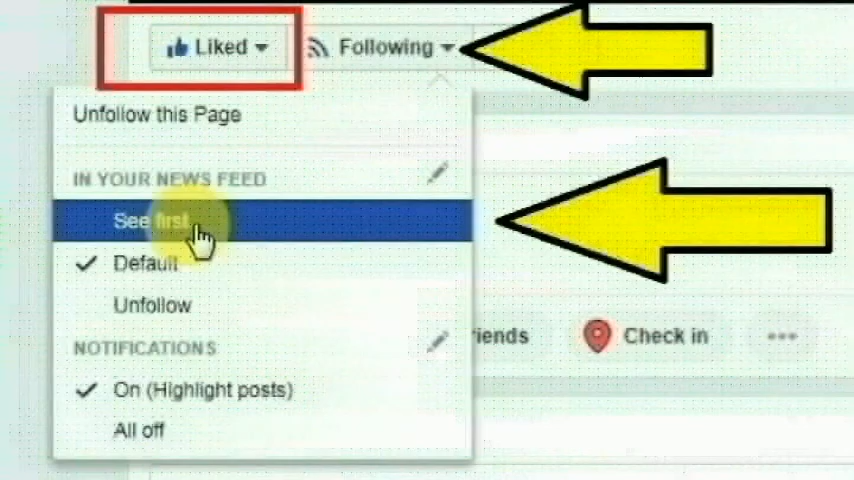 Liked Following
Unfollow this Page
IN YOUR NEWS FEED
See first
Default
Unfollow
NOTIFICATIONS
riends Check in
On (Highlight posts)
All off